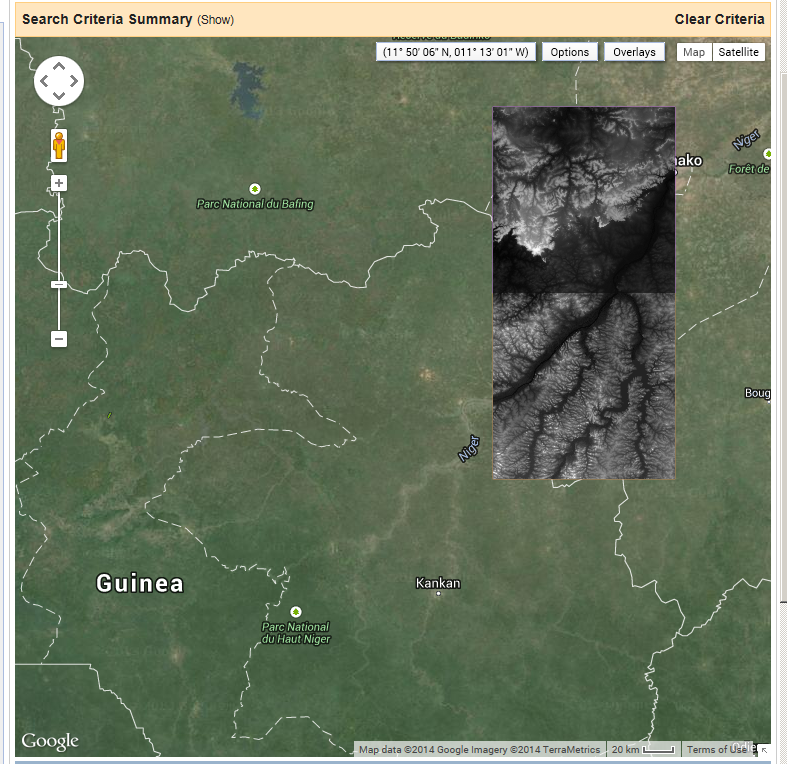 Search Criteria Summary (Show) Clear Criteria
(11° 50' 06" N, 011° 13' 01" W) Options Overlays Map Satellite
Niger
nako
Forêt de
Parc National du Bafing
Boug
Niger
Guinea
Kankan
Parc National
du Haut Niger
Google
Map data ©2014 Google Imagery ©2014 TerraMetrics 20 km Terms of Use